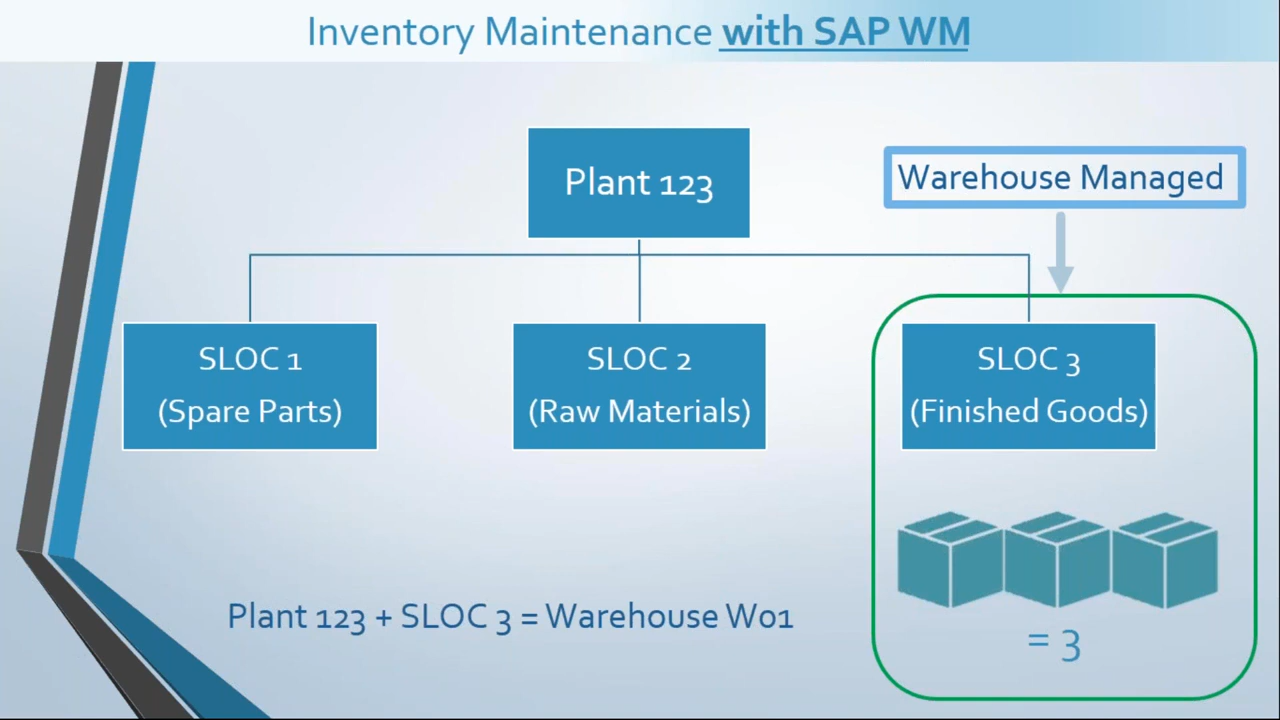 Inventory Maintenance with SAP WM
Plant 123
Warehouse Managed
SLOC 1
(Spare Parts)
SLOC 2
(Raw Materials)
SLOC 3
(Finished Goods)
Plant 123 + SLOC 3 = Warehouse W01
= 3